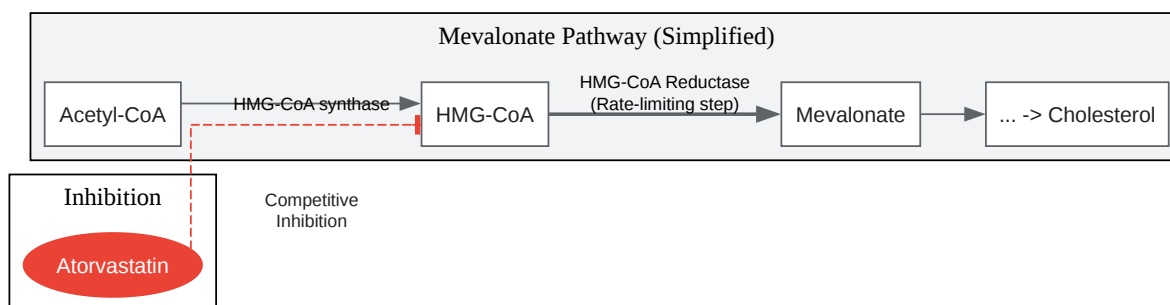 Mevalonate Pathway (Simplified)
Acetyl-CoA
HMG-CoA synthase
HMG-CoA
HMG-CoA Reductase
(Rate-limiting step)
Mevalonate
... -> Cholesterol
Inhibition
Atorvastatin
Competitive
Inhibition